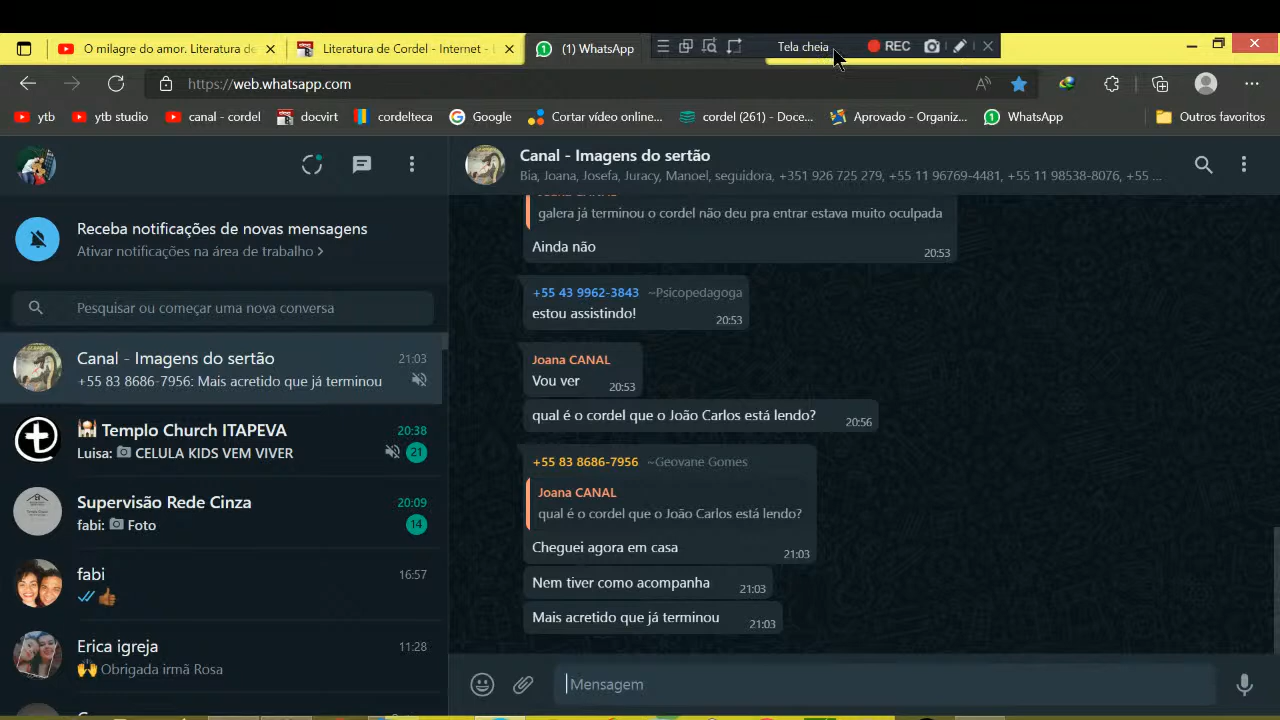 O milagre do amor. Literatura de
Literatura de Cordel - Internet -
(1) WhatsApp
Tela cheia
REC
https://web.whatsapp.com
ytb
ytb studio
canal - cordel
docvirt
cordelteca
Google
Cortar vídeo online...
cordel (261) - Doce...
Aprovado - Organiz...
WhatsApp
Outros favoritos
Receba notificações de novas mensagens
Ativar notificações na área de trabalho >
Pesquisar ou começar uma nova conversa
Canal - Imagens do sertão 21:03
+55 83 8686-7956: Mais acretido que já terminou
Templo Church ITAPEVA 20:38
Luisa: CELULA KIDS VEM VIVER 21
Supervisão Rede Cinza 20:09
fabi: Foto 14
fabi 16:57
Erica igreja 11:28
Obrigada irmã Rosa
Canal - Imagens do sertão
Bia, Joana, Josefa, Juracy, Manoel, seguidora, +351 926 725 279, +55 11 96769-4481, +55 11 98538-8076, +55 ...
galera já terminou o cordel não deu pra entrar estava muito oculpada
Ainda não 20:53
+55 43 9962-3843 ~Psicopedagoga
estou assistindo! 20:53
Joana CANAL
Vou ver 20:53
qual é o cordel que o João Carlos está lendo? 20:56
+55 83 8686-7956 ~Geovane Gomes
Joana CANAL
qual é o cordel que o João Carlos está lendo?
Cheguei agora em casa 21:03
Nem tiver como acompanha 21:03
Mais acretido que já terminou 21:03
Mensagem